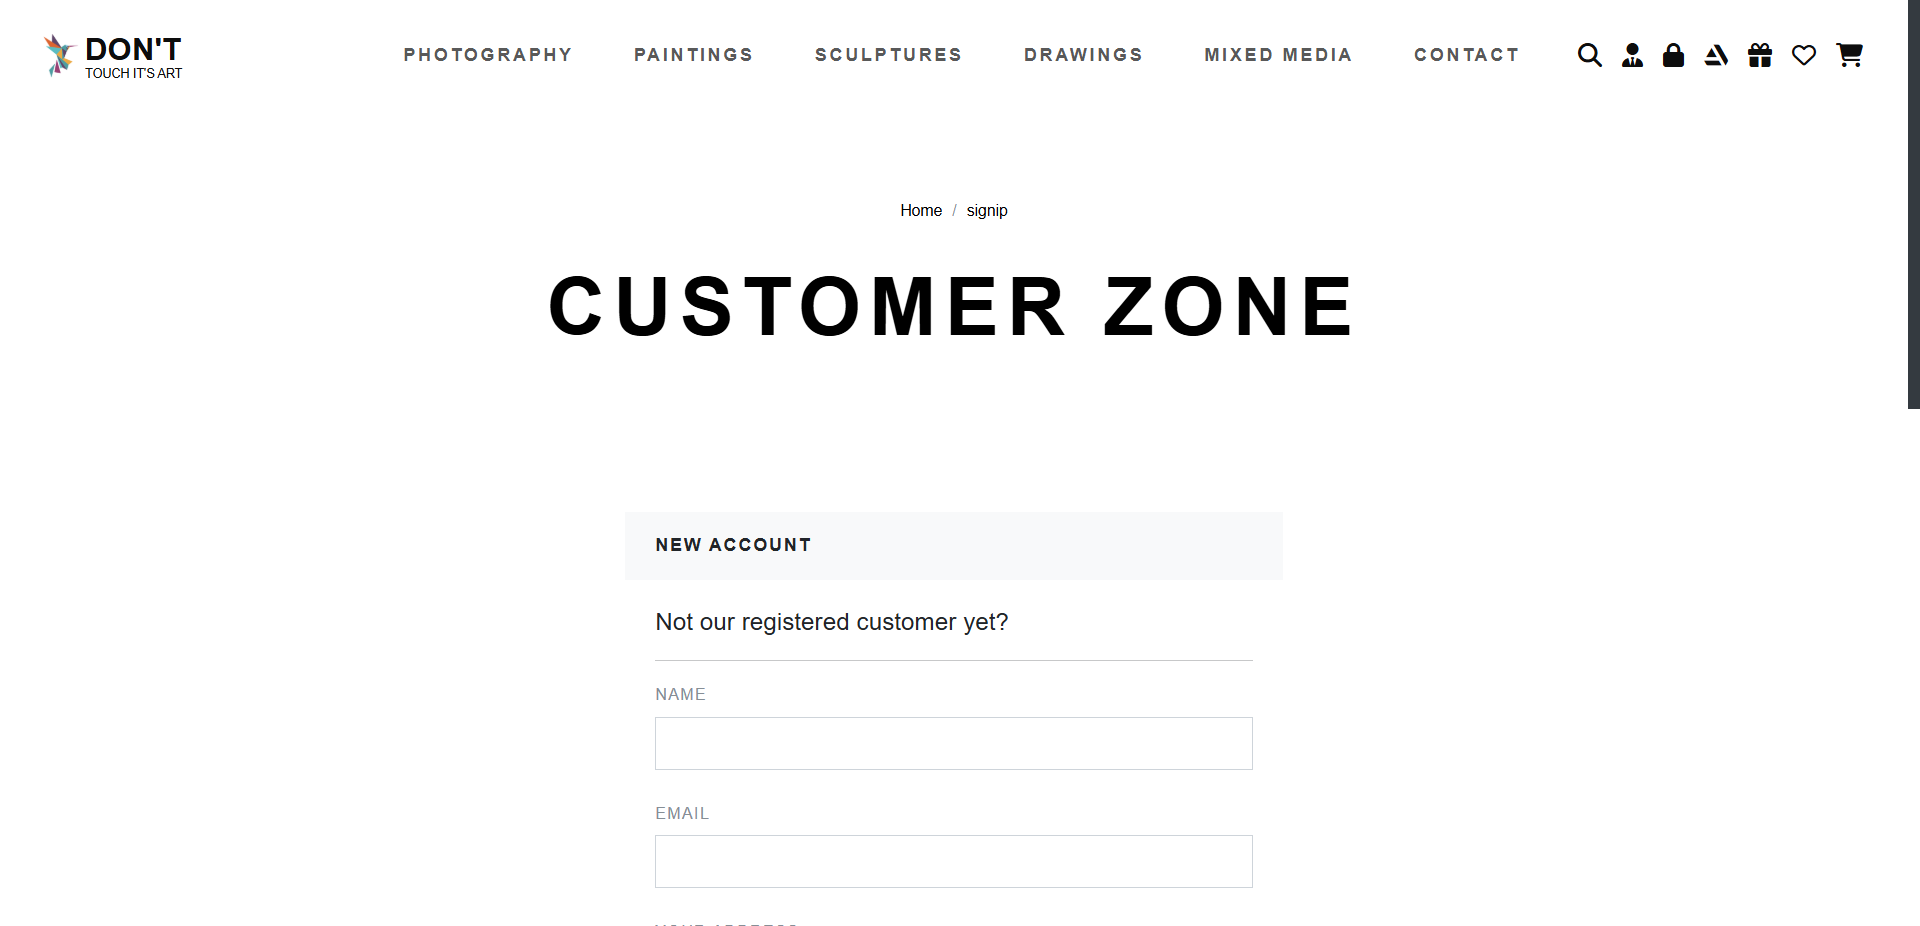 DON'T
TOUCH IT'S ART
PHOTOGRAPHY PAINTINGS SCULPTURES DRAWINGS MIXED MEDIA CONTACT
Home / signip
CUSTOMER ZONE
NEW ACCOUNT
Not our registered customer yet?
NAME
EMAIL